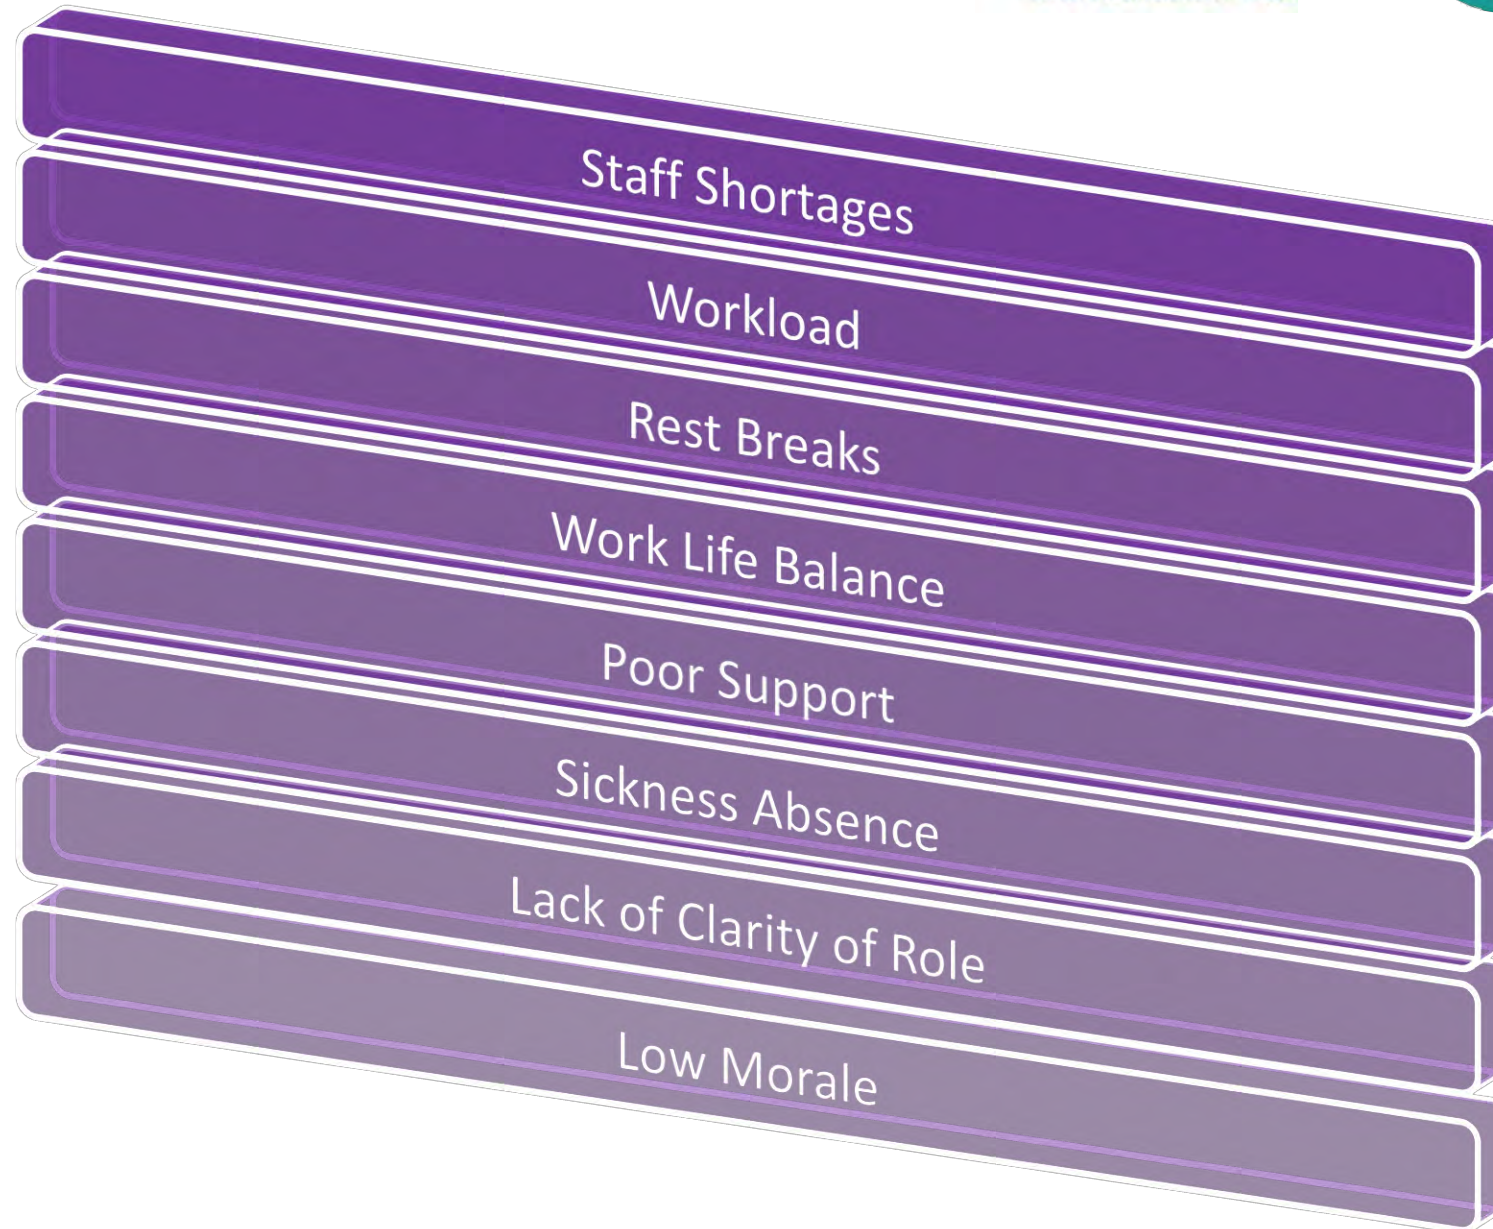 Staff Shortages
Workload
Rest Breaks
Work Life Balance
Poor Support
Sickness Absence
Lack of Clarity of Role
Low Morale